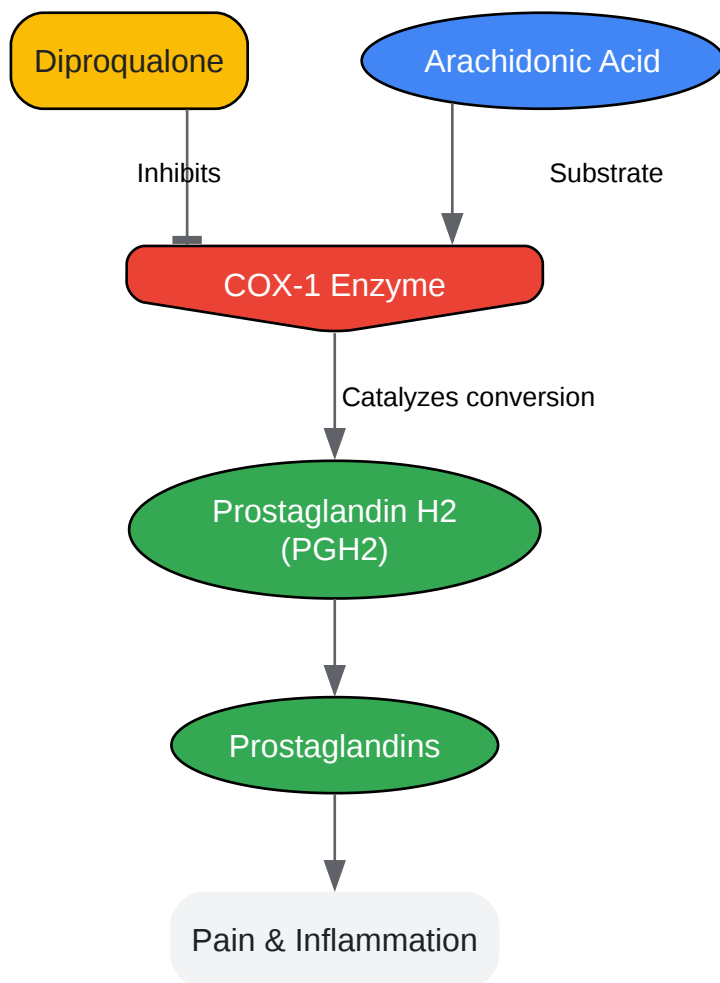 Diproqualone
Arachidonic Acid
Inhibits
Substrate
COX-1 Enzyme
Catalyzes conversion
Prostaglandin H2
(PGH2)
Prostaglandins
Pain & Inflammation